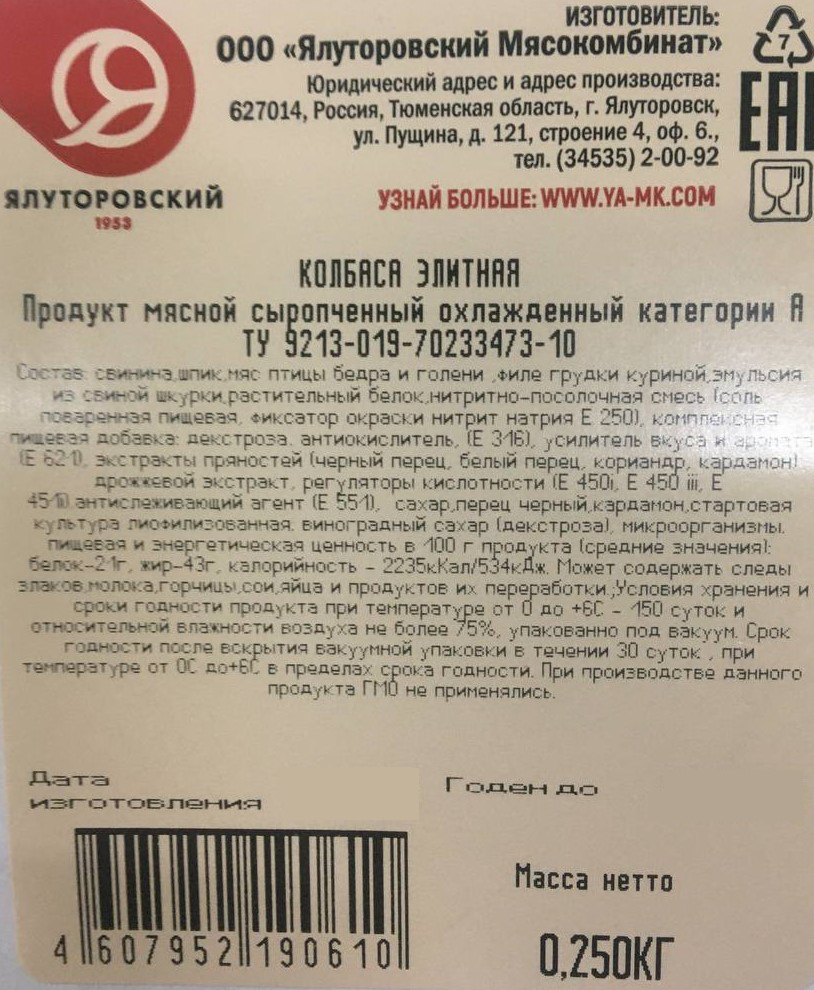 ИЗГОТОВИТЕЛЬ:
ООО «Ялуторовский Мясокомбинат»
Юридический адрес и адрес производства:
627014, Россия, Тюменская область, г. Ялуторовск,
ул. Пущина, д. 121, строение 4, оф. 6.,
тел. (34535) 2-00-92
УЗНАЙ БОЛЬШЕ: WWW.YA-MK.COM
7
EAC
ЯЛУТОРОВСКИЙ
1953
КОЛБАСА ЭЛИТНАЯ
Продукт мясной сыропченный охлажденный категории А
ТУ 9213-019-70233473-10
Состав: свинина,шпик,мяс птицы бедра и голени ,филе грудки куриной,эмульсия
из свиной шкурки,растительный белок,нитритно-посолочная смесь (соль
поваренная пищевая, фиксатор окраски нитрит натрия Е 250), комплексная
пищевая добавка: декстроза, антиокислитель, (Е 316), усилитель вкуса и аромата
(Е 621), экстракты пряностей (черный перец, белый перец, кориандр, кардамон)
дрожжевой экстракт, регуляторы кислотности (Е 450i, Е 450 iii, Е
451i),антислеживающий агент (Е 551), сахар,перец черный,кардамон,стартовая
культура лиофилизованная, виноградный сахар (декстроза), микроорганизмы.
пищевая и энергетическая ценность в 100 г продукта (средние значения):
белок-21г, жир-43г, калорийность - 2235кКал/534кДж. Может содержать следы
злаков,молока,горчицы,сои,яйца и продуктов их переработки.,Условия хранения и
сроки годности продукта при температуре от 0 до +6С - 150 суток и
относительной влажности воздуха не более 75%, упакованно под вакуум. Срок
годности после вскрытия вакуумной упаковки в течении 30 суток , при
температуре от 0С до+6С в пределах срока годности. При производстве данного
продукта ГМО не применялись.
Дата
изготовления
Годен до
Масса нетто
0,250КГ
4 607952 190610